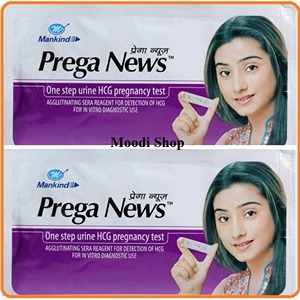 Mankind
प्रेगा न्यूज़
Prega News™
One step urine HCG pregnancy test
AGGLUTINATING SERA REAGENT FOR DETECTION OF HCG
FOR IN VITRO DIAGNOSTIC USE
Moodi Shop
Mankind
प्रेगा न्यूज़
Prega News™
One step urine HCG pregnancy test
AGGLUTINATING SERA REAGENT FOR DETECTION OF HCG
FOR IN VITRO DIAGNOSTIC USE